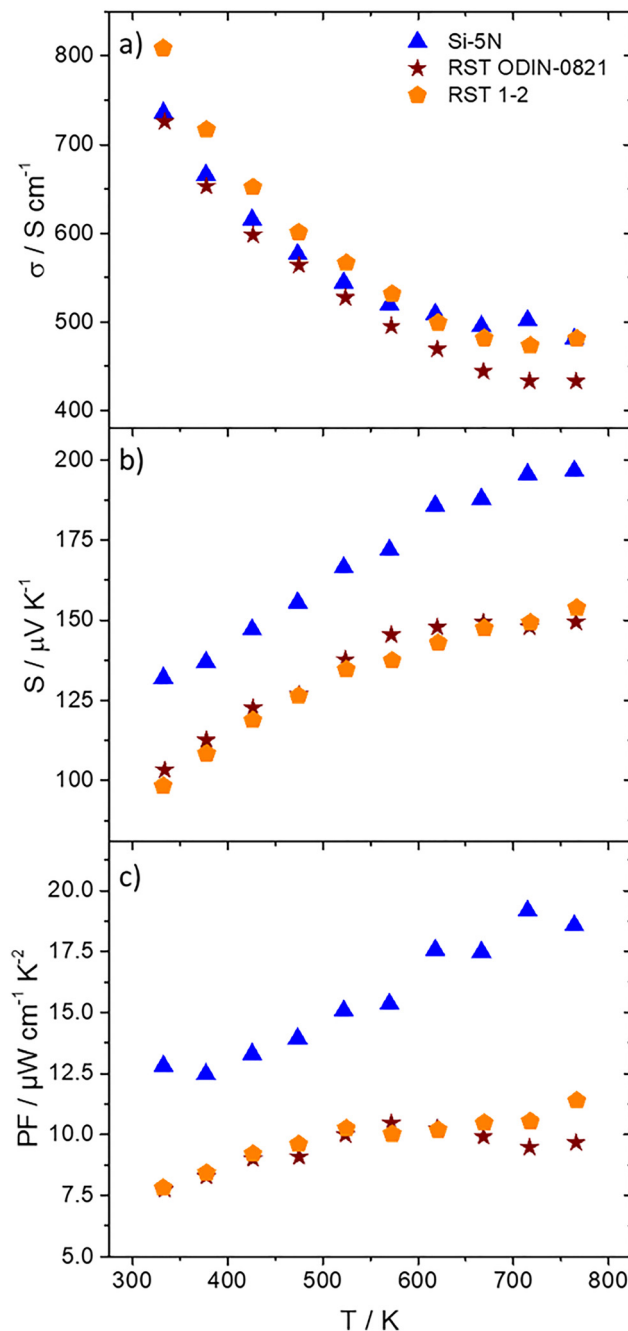 a)
Si-5N
RST ODIN-0821
RST 1-2
800
700
600
500
400
σ / S cm⁻¹
b)
200
175
150
125
100
S / μV K⁻¹
c)
20.0
17.5
15.0
12.5
10.0
7.5
5.0
PF / μW cm⁻¹ K⁻²
300 400 500 600 700 800
T / K